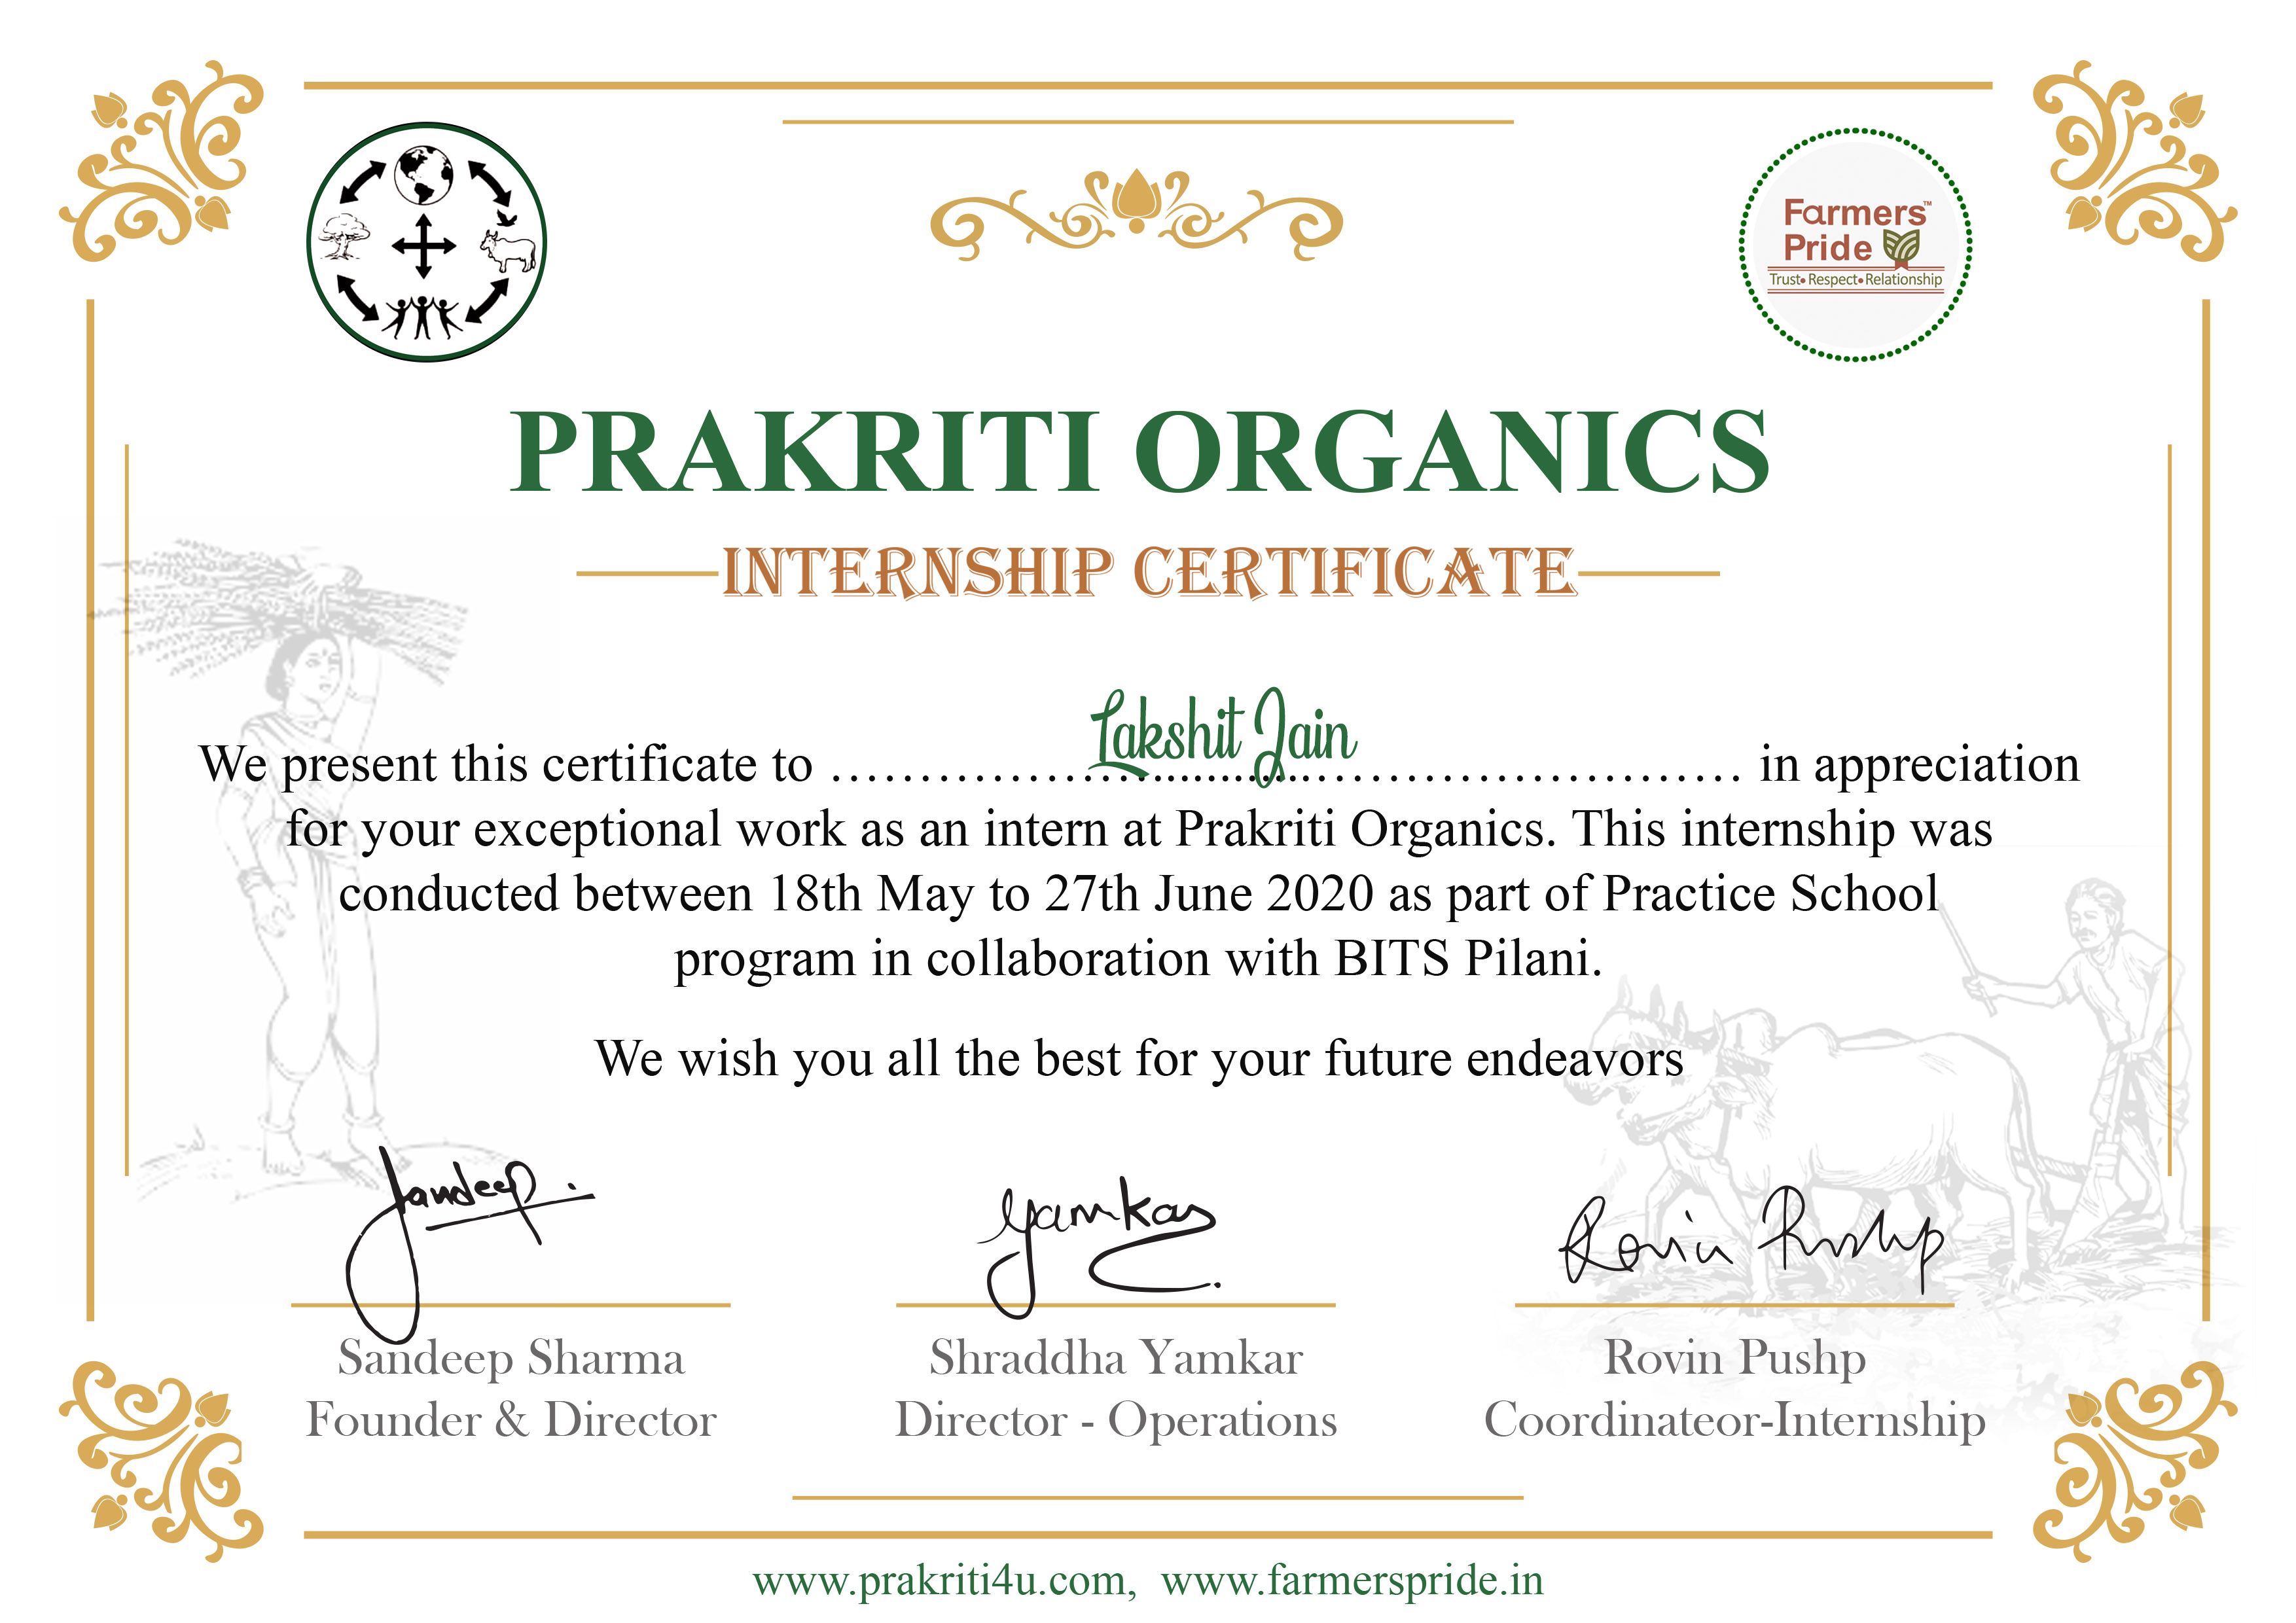 Farmers™
Pride
Trust•Respect•Relationship
PRAKRITI ORGANICS
INTERNSHIP CERTIFICATE
Lakshit Jain
We present this certificate to ........................................................ in appreciation
for your exceptional work as an intern at Prakriti Organics. This internship was
conducted between 18th May to 27th June 2020 as part of Practice School
program in collaboration with BITS Pilani.
We wish you all the best for your future endeavors
Sandeep
Yamkar
Rovin Pushp
Sandeep Sharma
Founder & Director
Shraddha Yamkar
Director - Operations
Rovin Pushp
Coordinateor-Internship
www.prakriti4u.com, www.farmerspride.in